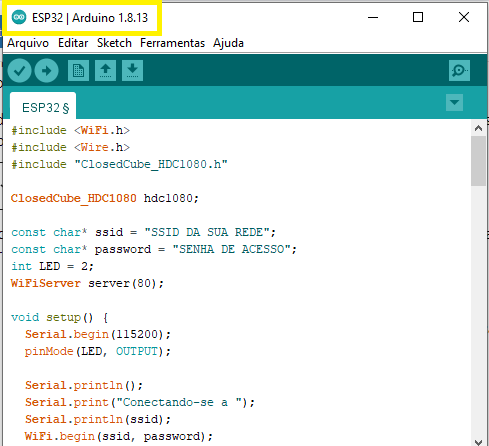 ESP32 | Arduino 1.8.13
Arquivo Editar Sketch Ferramentas Ajuda
ESP32 §
#include <WiFi.h>
#include <Wire.h>
#include "ClosedCube_HDC1080.h"
ClosedCube_HDC1080 hdc1080;
const char* ssid = "SSID DA SUA REDE";
const char* password = "SENHA DE ACESSO";
int LED = 2;
WiFiServer server(80);
void setup() {
Serial.begin(115200);
pinMode(LED, OUTPUT);
Serial.println();
Serial.print("Conectando-se a ");
Serial.println(ssid);
WiFi.begin(ssid, password);